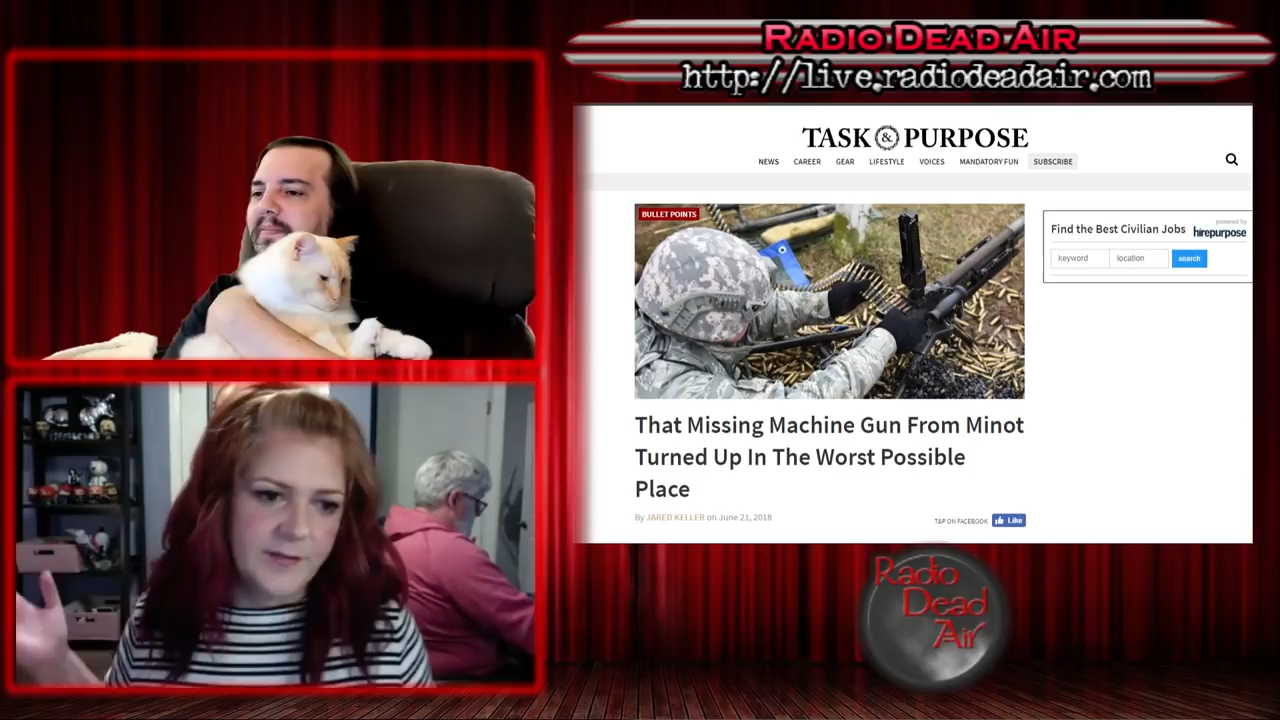 RADIO DEAD AIR
http://live.radiodeadair.com
TASK & PURPOSE
NEWS CAREER GEAR LIFESTYLE VOICES MANDATORY FUN SUBSCRIBE
BULLET POINTS
powered by
Find the Best Civilian Jobs hirepurpose
keyword location search
That Missing Machine Gun From Minot
Turned Up In The Worst Possible
Place
By JARED KELLER on June 21, 2018
T&P ON FACEBOOK Like
Radio
Dead
Air